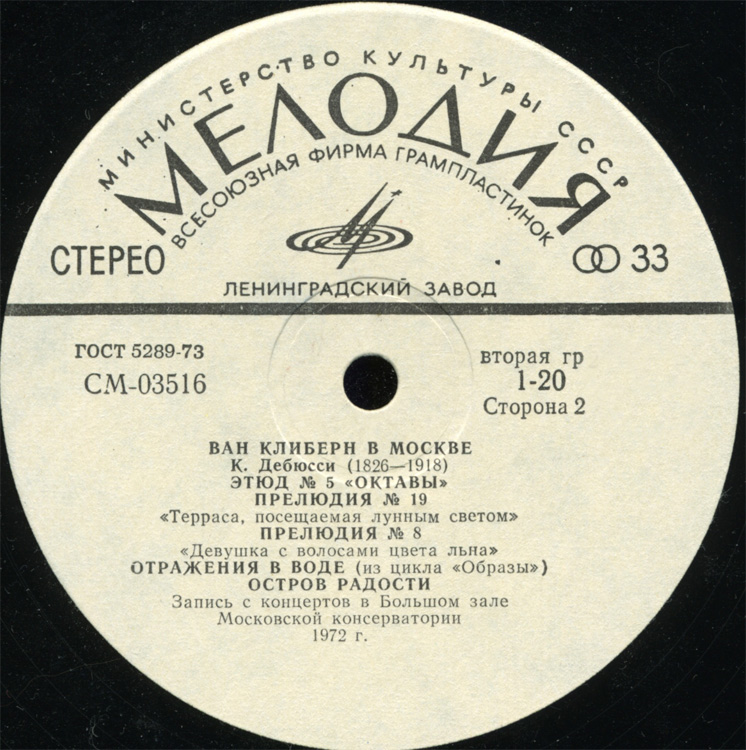 МИНИСТЕРСТВО КУЛЬТУРЫ СССР
МЕЛОДИЯ
ВСЕСОЮЗНАЯ ФИРМА ГРАМПЛАСТИНОК
СТЕРЕО
33
ЛЕНИНГРАДСКИЙ ЗАВОД
ГОСТ 5289-73
СМ-03516
вторая гр
1-20
Сторона 2
ВАН КЛИБЕРН В МОСКВЕ
К. Дебюсси (1826—1918)
ЭТЮД № 5 «ОКТАВЫ»
ПРЕЛЮДИЯ № 19
«Терраса, посещаемая лунным светом»
ПРЕЛЮДИЯ № 8
«Девушка с волосами цвета льна»
ОТРАЖЕНИЯ В ВОДЕ (из цикла «Образы»)
ОСТРОВ РАДОСТИ
Запись с концертов в Большом зале
Московской консерватории
1972 г.